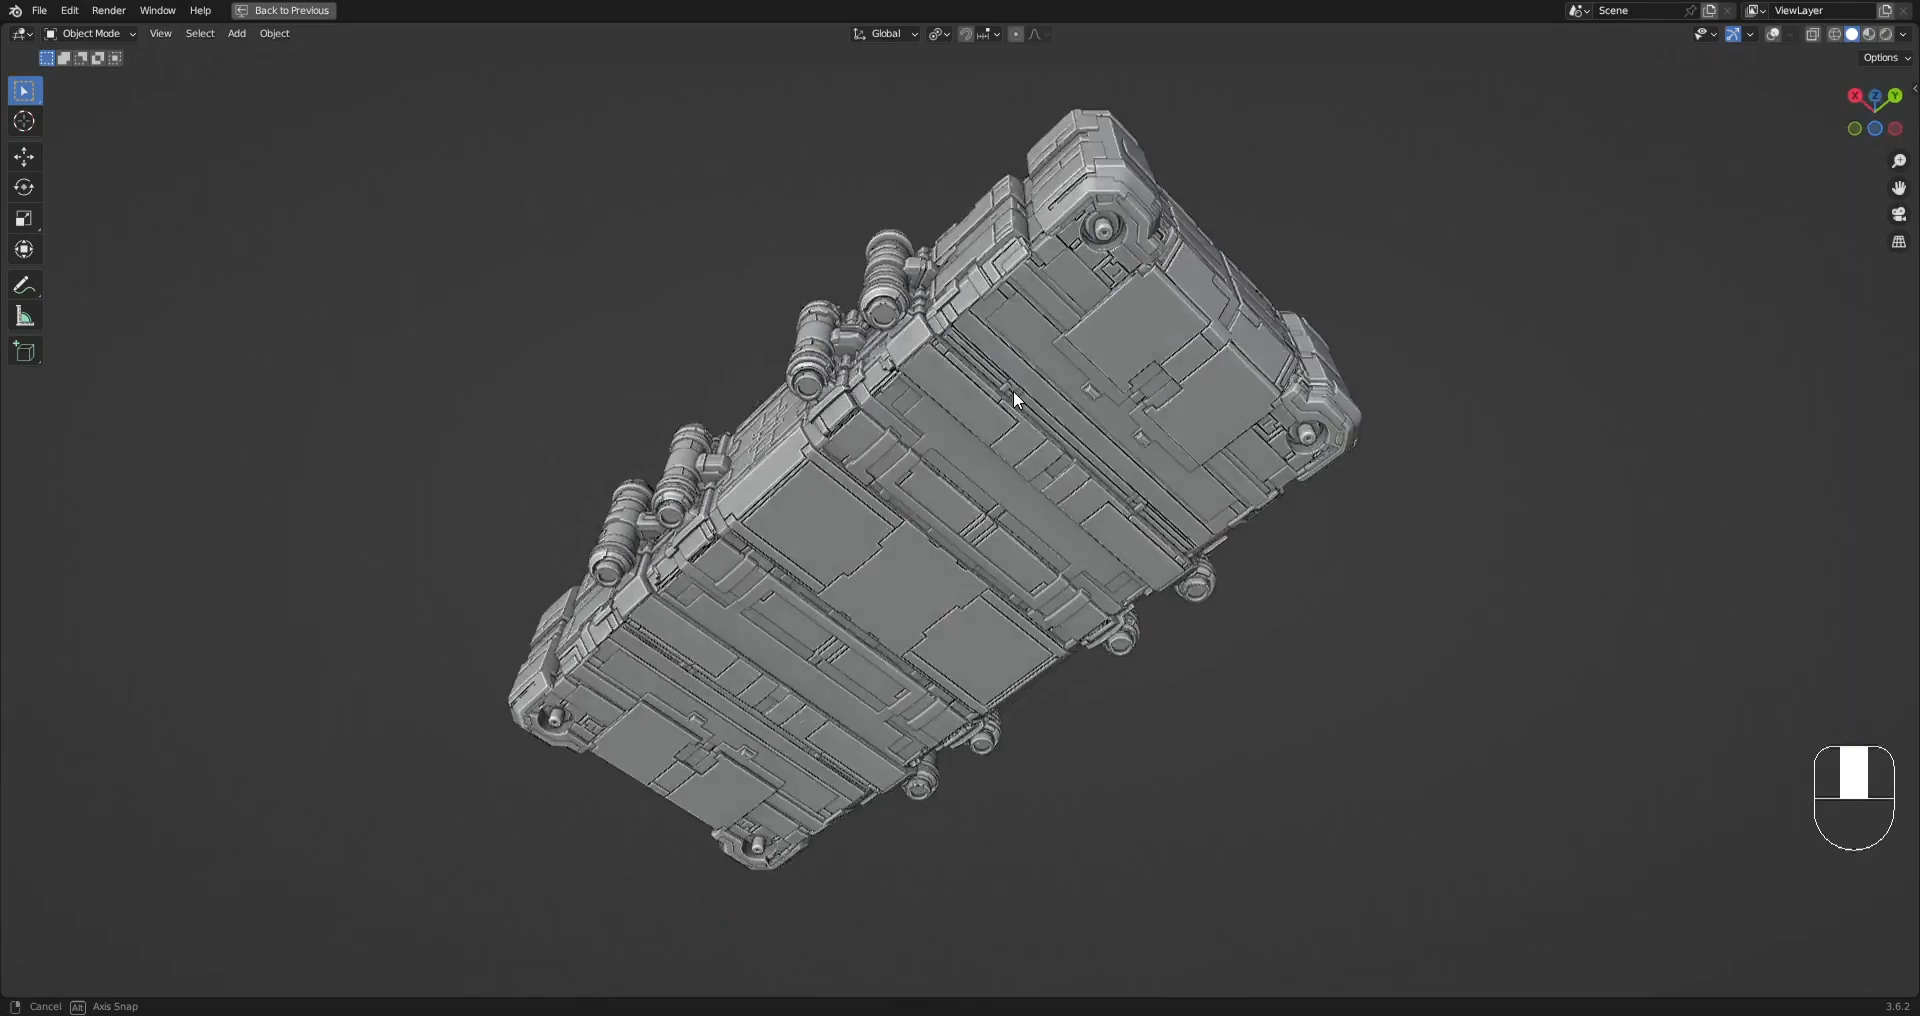 File Edit Render Window Help Back to Previous Scene ViewLayer
Object Mode View Select Add Object Global
Options
X Z Y
Cancel Alt Axis Snap 3.6.2